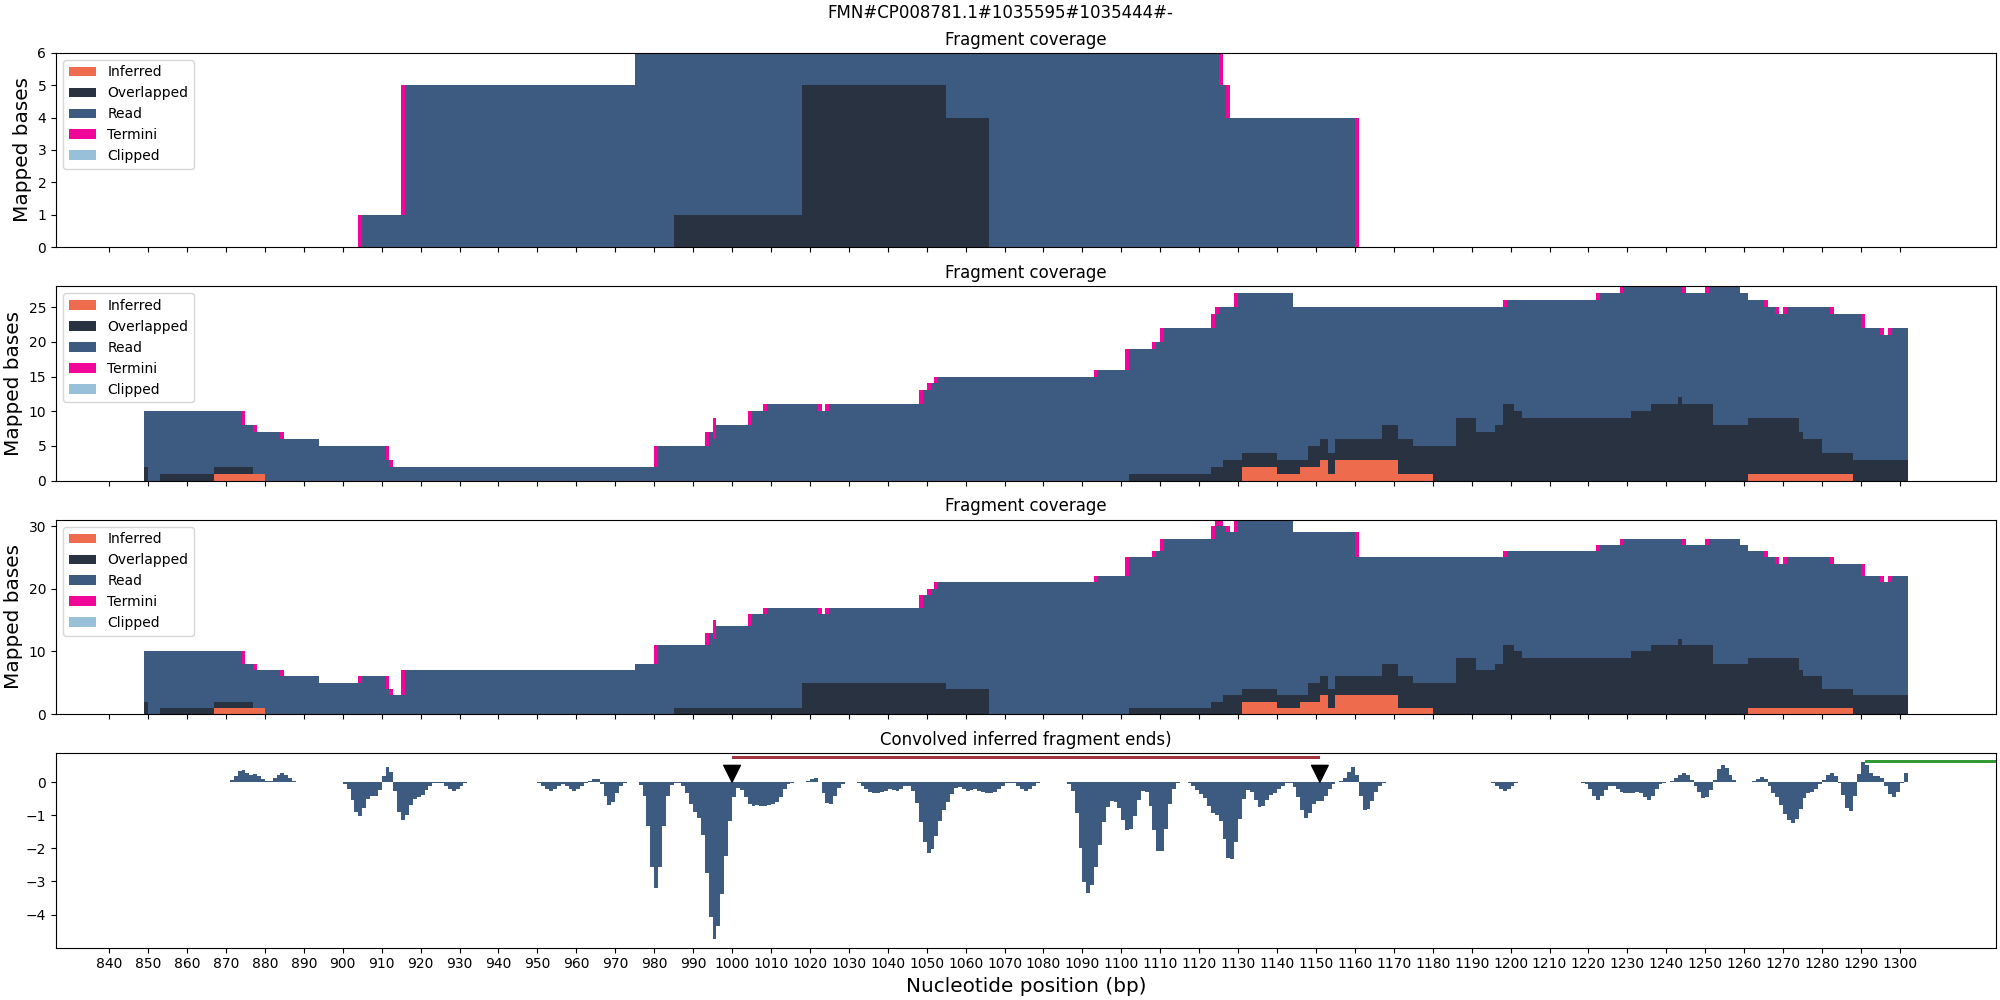 FMN#CP008781.1#1035595#1035444#-
Fragment coverage
Mapped bases
6
5
4
3
2
1
0
Inferred
Overlapped
Read
Termini
Clipped
Fragment coverage
Mapped bases
25
20
15
10
5
0
Inferred
Overlapped
Read
Termini
Clipped
Fragment coverage
Mapped bases
30
20
10
0
Inferred
Overlapped
Read
Termini
Clipped
Convolved inferred fragment ends)
0
−1
−2
−3
−4
840 850 860 870 880 890 900 910 920 930 940 950 960 970 980 990 1000 1010 1020 1030 1040 1050 1060 1070 1080 1090 1100 1110 1120 1130 1140 1150 1160 1170 1180 1190 1200 1210 1220 1230 1240 1250 1260 1270 1280 1290 1300
Nucleotide position (bp)